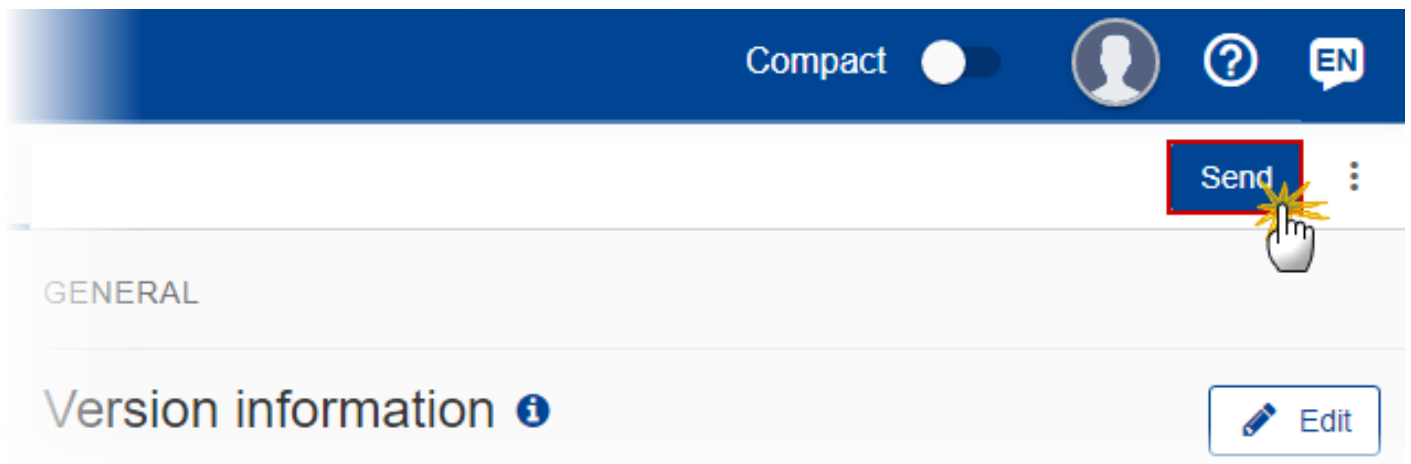 Compact EN
Send
GENERAL
Version information
Edit